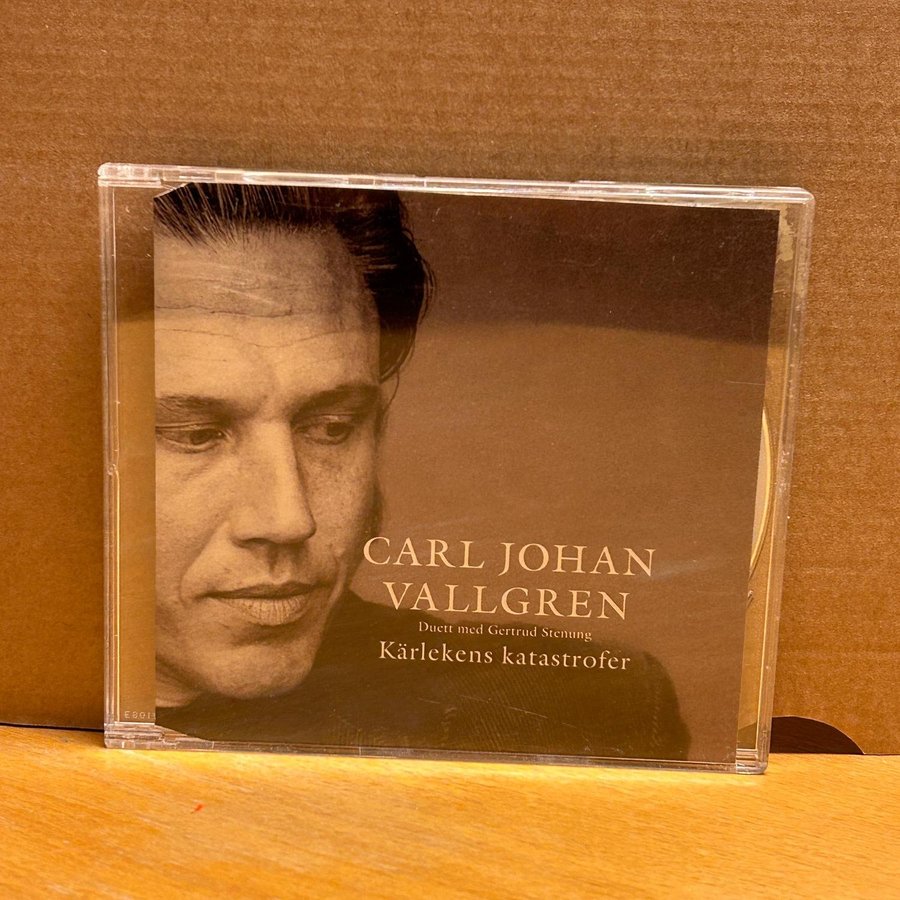 CARL JOHAN
VALLGREN
Duett med Gertrud Stenung
Kärlekens katastrofer